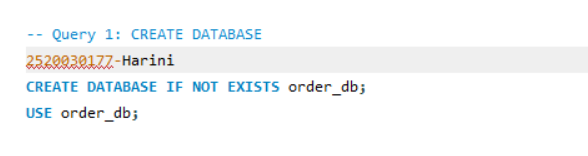 -- Query 1: CREATE DATABASE
2520030177-Harini
CREATE DATABASE IF NOT EXISTS order_db;
USE order_db;